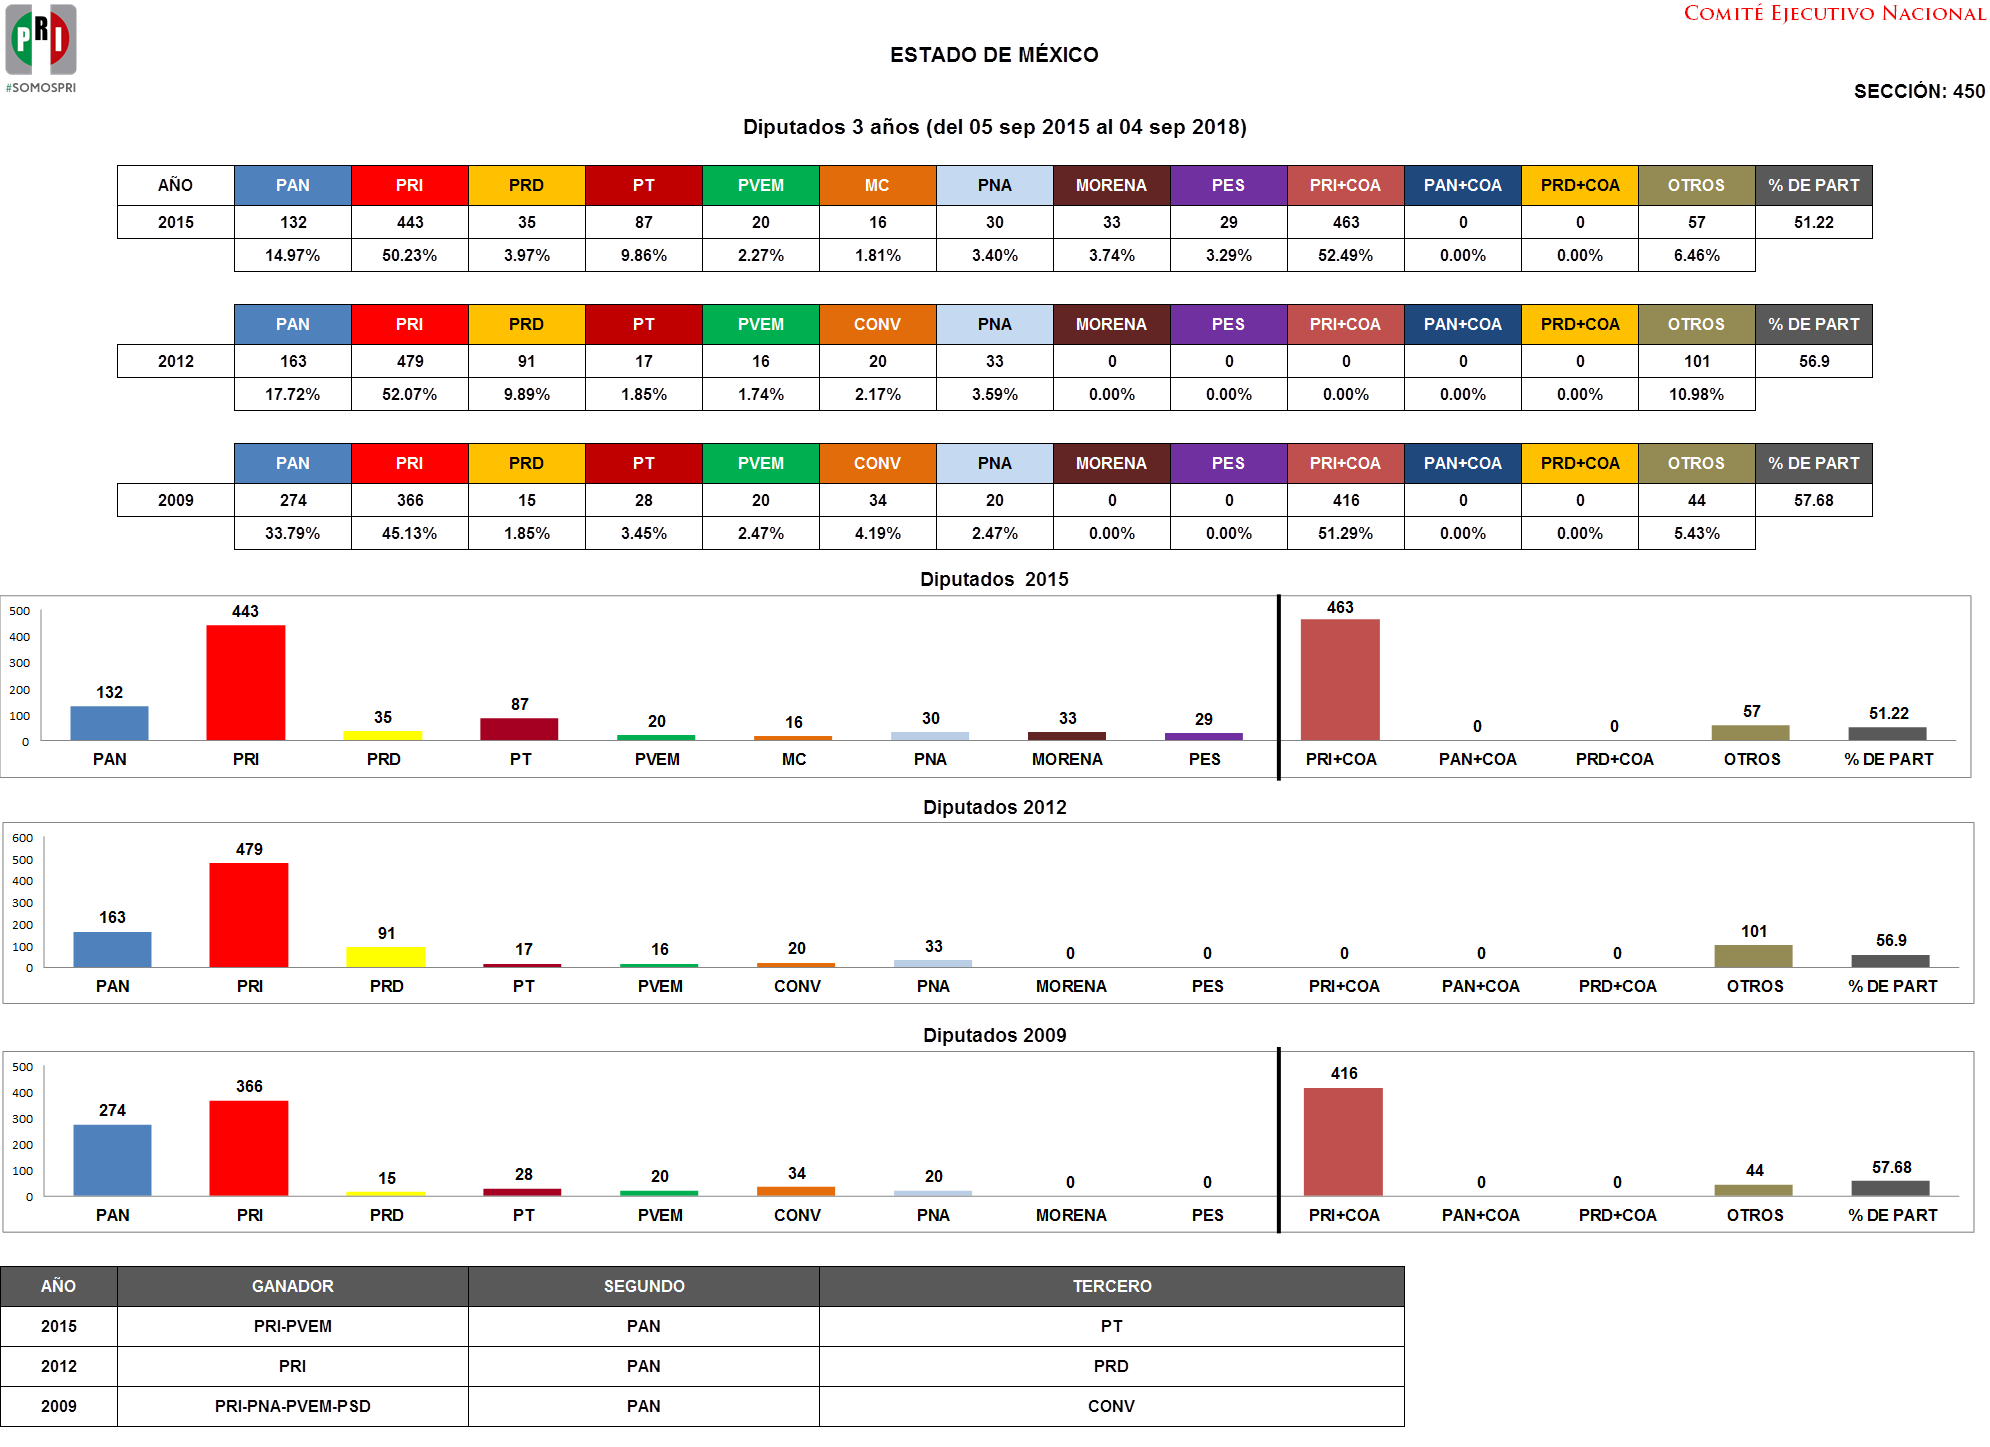 PRI
#SOMOSPRI
COMITÉ EJECUTIVO NACIONAL
ESTADO DE MÉXICO
SECCIÓN: 450
Diputados 3 años (del 05 sep 2015 al 04 sep 2018)
AÑO PAN PRI PRD PT PVEM MC PNA MORENA PES PRI+COA PAN+COA PRD+COA OTROS % DE PART
2015 132 443 35 87 20 16 30 33 29 463 0 0 57 51.22
14.97% 50.23% 3.97% 9.86% 2.27% 1.81% 3.40% 3.74% 3.29% 52.49% 0.00% 0.00% 6.46%
PAN PRI PRD PT PVEM CONV PNA MORENA PES PRI+COA PAN+COA PRD+COA OTROS % DE PART
2012 163 479 91 17 16 20 33 0 0 0 0 0 101 56.9
17.72% 52.07% 9.89% 1.85% 1.74% 2.17% 3.59% 0.00% 0.00% 0.00% 0.00% 0.00% 10.98%
PAN PRI PRD PT PVEM CONV PNA MORENA PES PRI+COA PAN+COA PRD+COA OTROS % DE PART
2009 274 366 15 28 20 34 20 0 0 416 0 0 44 57.68
33.79% 45.13% 1.85% 3.45% 2.47% 4.19% 2.47% 0.00% 0.00% 51.29% 0.00% 0.00% 5.43%
Diputados 2015
500
400
300
200
100
0
132 443 35 87 20 16 30 33 29 463 0 0 57 51.22
PAN PRI PRD PT PVEM MC PNA MORENA PES PRI+COA PAN+COA PRD+COA OTROS % DE PART
Diputados 2012
600
500
400
300
200
100
0
163 479 91 17 16 20 33 0 0 0 0 0 101 56.9
PAN PRI PRD PT PVEM CONV PNA MORENA PES PRI+COA PAN+COA PRD+COA OTROS % DE PART
Diputados 2009
500
400
300
200
100
0
274 366 15 28 20 34 20 0 0 416 0 0 44 57.68
PAN PRI PRD PT PVEM CONV PNA MORENA PES PRI+COA PAN+COA PRD+COA OTROS % DE PART
AÑO GANADOR SEGUNDO TERCERO
2015 PRI-PVEM PAN PT
2012 PRI PAN PRD
2009 PRI-PNA-PVEM-PSD PAN CONV